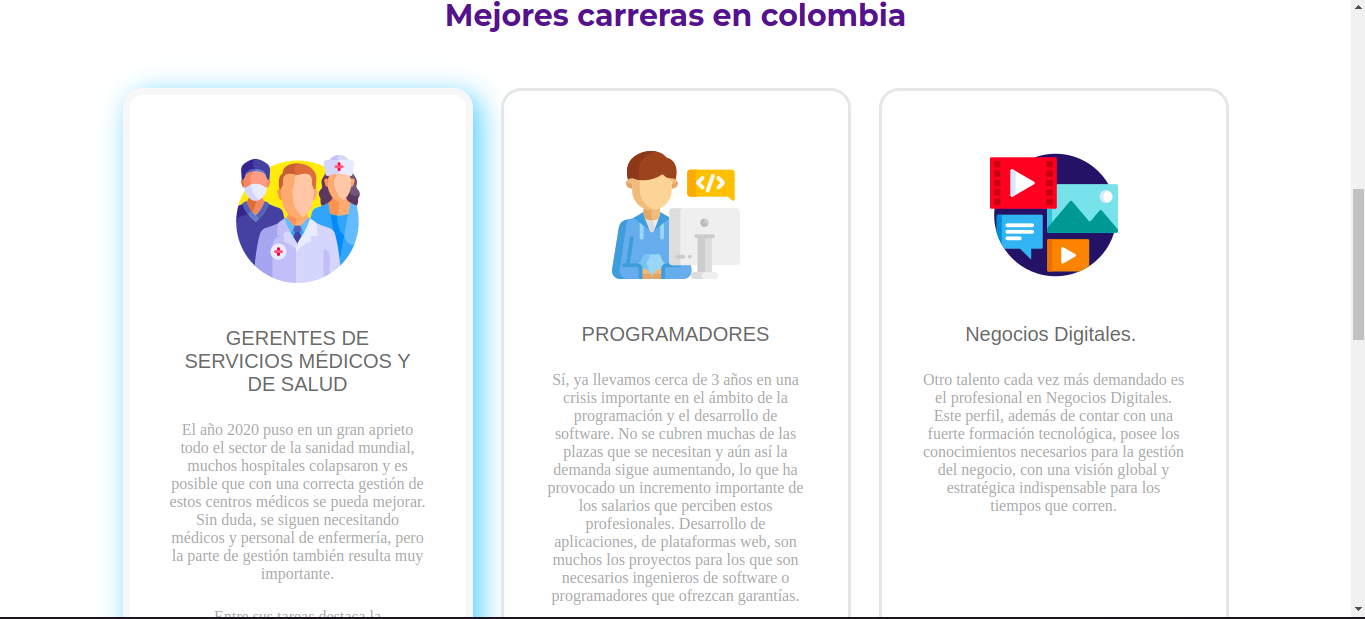 Mejores carreras en colombia
GERENTES DE
SERVICIOS MÉDICOS Y
DE SALUD
El año 2020 puso en un gran aprieto
todo el sector de la sanidad mundial,
muchos hospitales colapsaron y es
posible que con una correcta gestión de
estos centros médicos se pueda mejorar.
Sin duda, se siguen necesitando
médicos y personal de enfermería, pero
la parte de gestión también resulta muy
importante.
Entre sus tareas destaca la
PROGRAMADORES
Sí, ya llevamos cerca de 3 años en una
crisis importante en el ámbito de la
programación y el desarrollo de
software. No se cubren muchas de las
plazas que se necesitan y aún así la
demanda sigue aumentando, lo que ha
provocado un incremento importante de
los salarios que perciben estos
profesionales. Desarrollo de
aplicaciones, de plataformas web, son
muchos los proyectos para los que son
necesarios ingenieros de software o
programadores que ofrezcan garantías.
Negocios Digitales.
Otro talento cada vez más demandado es
el profesional en Negocios Digitales.
Este perfil, además de contar con una
fuerte formación tecnológica, posee los
conocimientos necesarios para la gestión
del negocio, con una visión global y
estratégica indispensable para los
tiempos que corren.